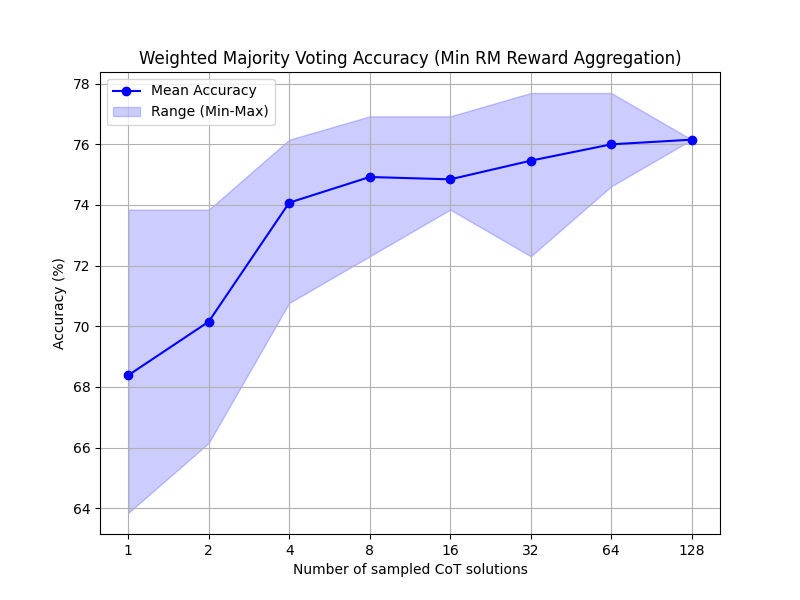 Weighted Majority Voting Accuracy (Min RM Reward Aggregation)
Mean Accuracy
Range (Min-Max)
Accuracy (%)
78
76
74
72
70
68
66
64
1 2 4 8 16 32 64 128
Number of sampled CoT solutions